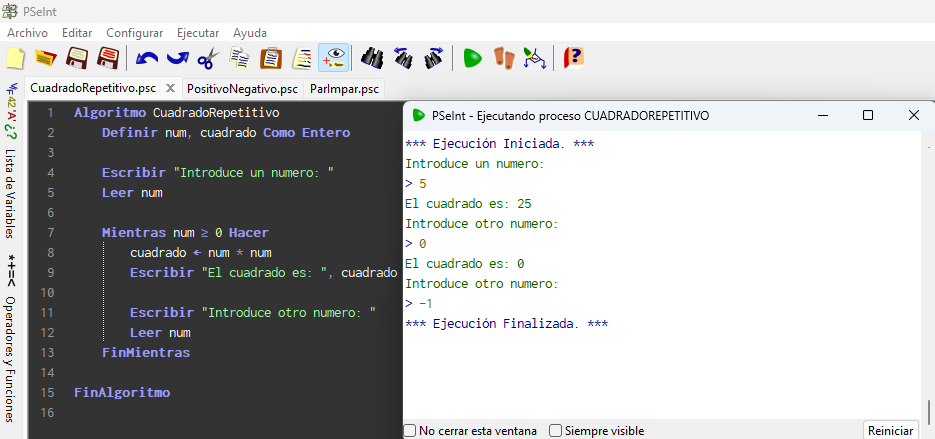 PSeInt
Archivo Editar Configurar Ejecutar Ayuda
CuadradoRepetitivo.psc PositivoNegativo.psc ParImpar.psc
42 'A' ¿?
Lista de Variables
*+=<
Operadores y Funciones
1 Algoritmo CuadradoRepetitivo
2 Definir num, cuadrado Como Entero
3
4 Escribir "Introduce un numero: "
5 Leer num
6
7 Mientras num ≥ 0 Hacer
8 cuadrado ← num * num
9 Escribir "El cuadrado es: ", cuadrado
10
11 Escribir "Introduce otro numero: "
12 Leer num
13 FinMientras
14
15 FinAlgoritmo
16
PSeInt - Ejecutando proceso CUADRADOREPETITIVO
*** Ejecución Iniciada. ***
Introduce un numero:
> 5
El cuadrado es: 25
Introduce otro numero:
> 0
El cuadrado es: 0
Introduce otro numero:
> -1
*** Ejecución Finalizada. ***
No cerrar esta ventana Siempre visible Reiniciar